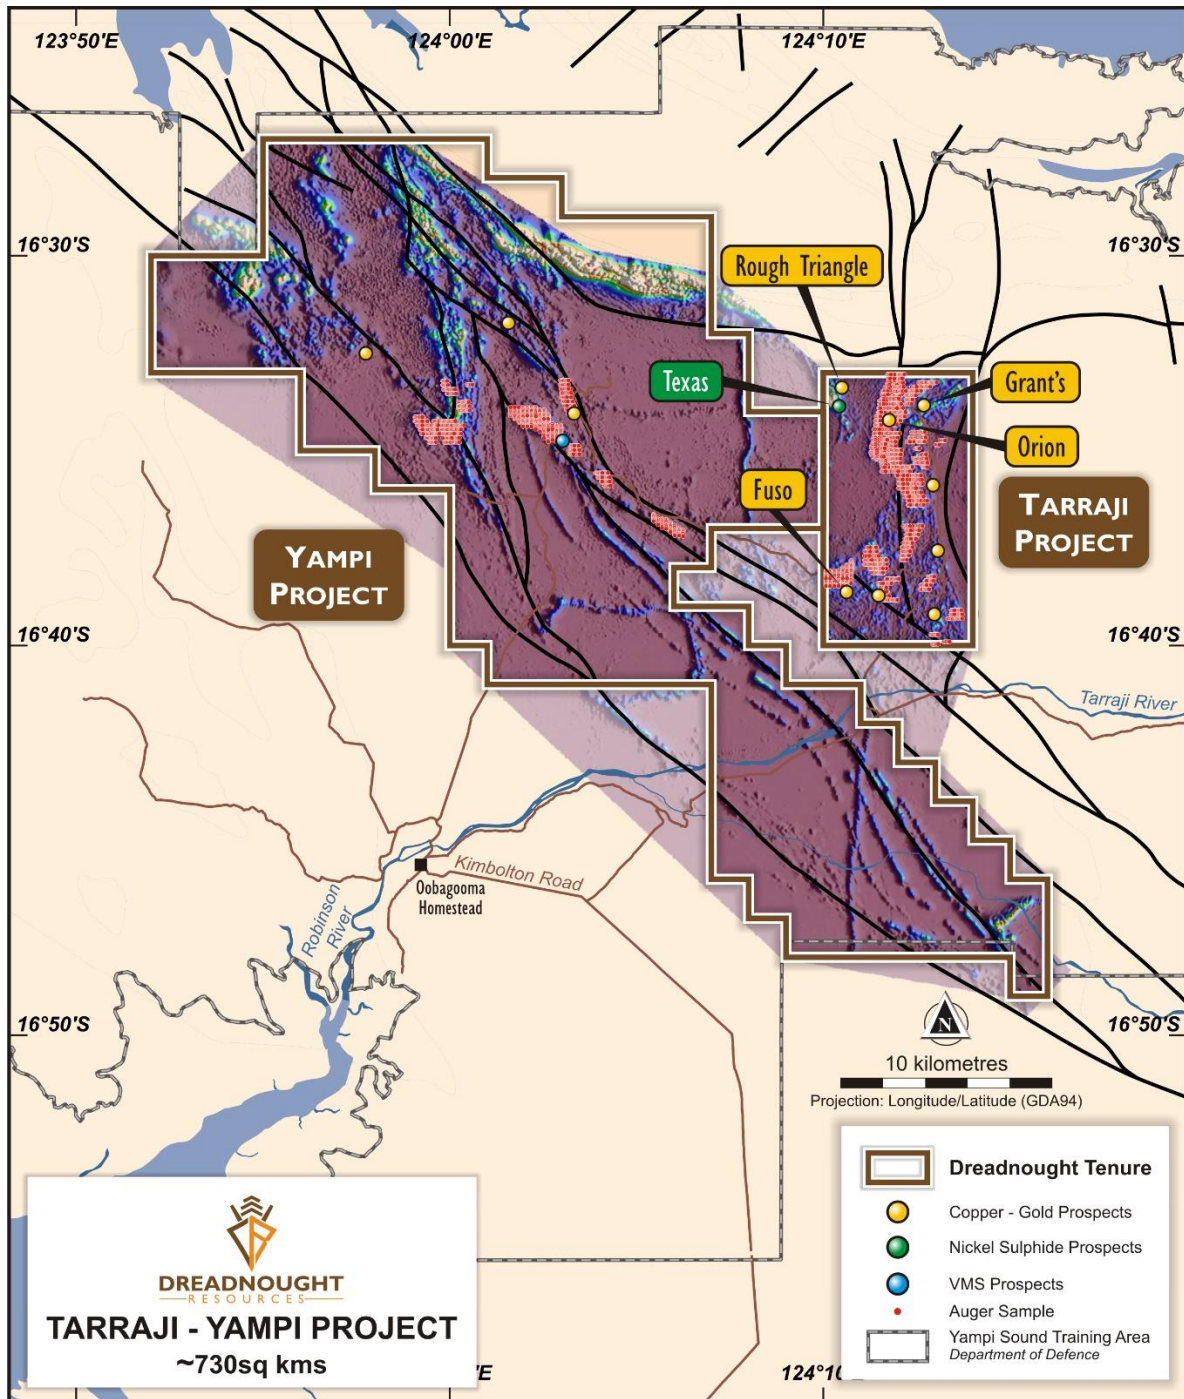 123°50'E
124°00'E
124°10'E
16°30'S
16°30'S
Rough Triangle
Texas
Grant's
Orion
Fuso
TARRAJI
PROJECT
YAMPI
PROJECT
16°40'S
16°40'S
Tarraji River
Kimbolton Road
Oobagooma
Homestead
Robinson
River
16°50'S
16°50'S
N
10 kilometres
Projection: Longitude/Latitude (GDA94)
Dreadnought Tenure
Copper - Gold Prospects
Nickel Sulphide Prospects
VMS Prospects
Auger Sample
Yampi Sound Training Area
Department of Defence
DREADNOUGHT
RESOURCES
TARRAJI - YAMPI PROJECT
~730sq kms
'E
124°10'E